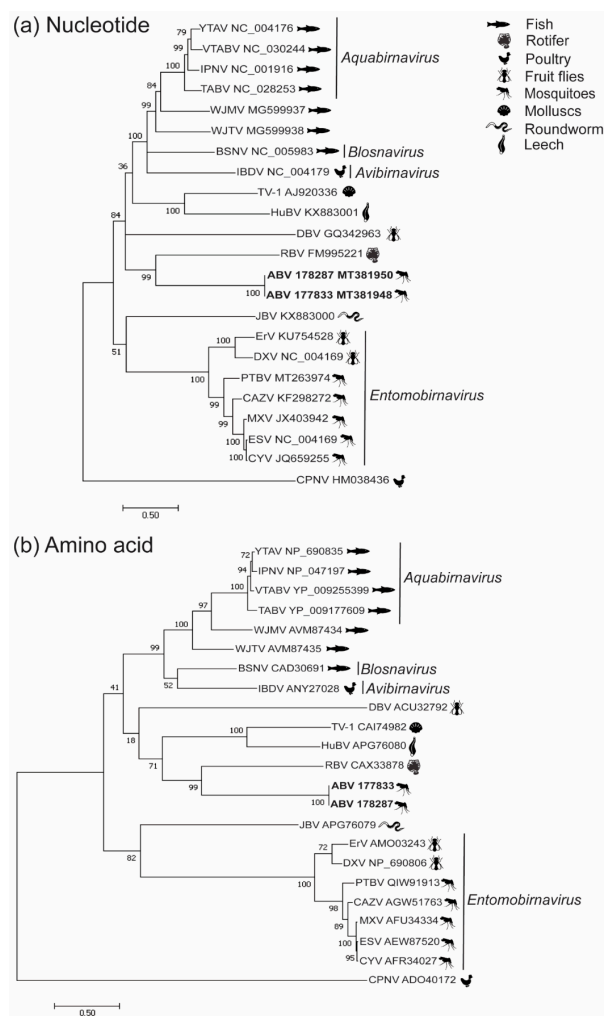 (a) Nucleotide
Fish
Rotifer
Poultry
Fruit flies
Mosquitoes
Molluscs
Roundworm
Leech
79
YTAV NC_004176
99
VTABV NC_030244
100
IPNV NC_001916
Aquabirnavirus
84
TABV NC_028253
99
WJMV MG599937
WJTV MG599938
100
BSNV NC_005983
Blosnavirus
36
IBDV NC_004179
Avibirnavirus
TV-1 AJ920336
100
HuBV KX883001
84
DBV GQ342963
RBV FM995221
99
ABV 178287 MT381950
100
ABV 177833 MT381948
JBV KX883000
51
ErV KU754528
100
DXV NC_004169
100
PTBV MT263974
99
CAZV KF298272
Entomobirnavirus
99
MXV JX403942
100
ESV NC_004169
100
CYV JQ659255
CPNV HM038436
0.50
(b) Amino acid
72
YTAV NP_690835
94
IPNV NP_047197
100
VTABV YP_009255399
Aquabirnavirus
97
TABV YP_009177609
100
WJMV AVM87434
99
WJTV AVM87435
BSNV CAD30691
Blosnavirus
52
IBDV ANY27028
Avibirnavirus
41
DBV ACU32792
18
TV-1 CAI74982
100
HuBV APG76080
71
RBV CAX33878
99
ABV 177833
100
ABV 178287
JBV APG76079
82
72
ErV AMO03243
DXV NP_690806
100
PTBV QIW91913
98
CAZV AGW51763
Entomobirnavirus
89
MXV AFU34334
100
ESV AEW87520
95
CYV AFR34027
CPNV ADO40172
0.50